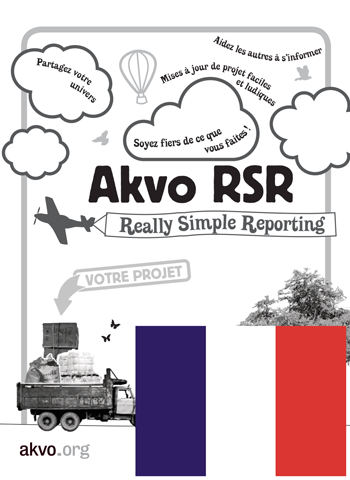 Aidez les autres à s'informer
Partagez votre
univers
Mises à jour de projet faciles
et ludiques
Soyez fiers de ce que
vous faites!
Akvo RSR
Really Simple Reporting
VOTRE PROJET
akvo.org